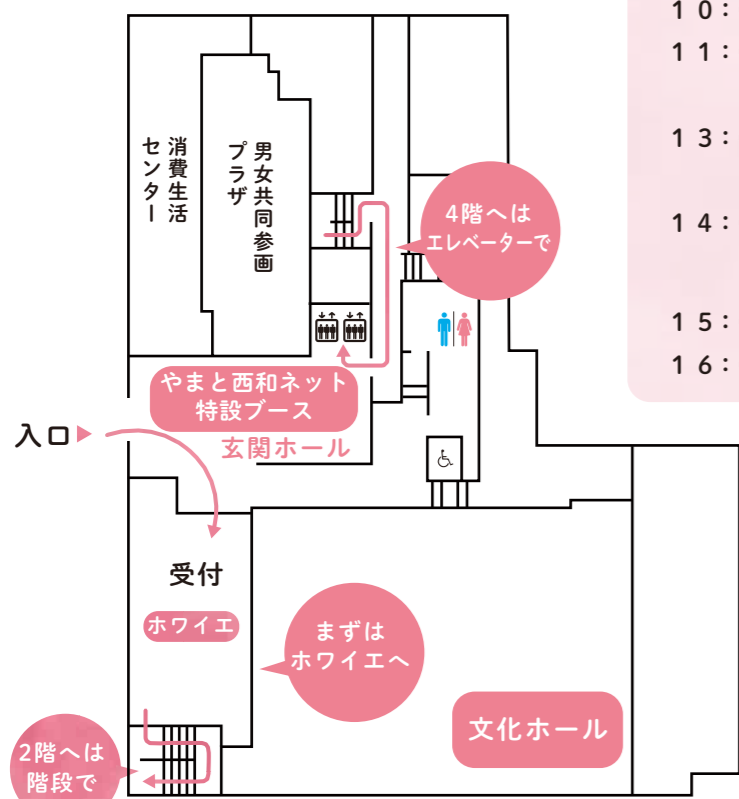 10:
11:
13:
14:
15:
16:
消費生活
センター
男女共同参画
プラザ
4階へは
エレベーターで
やまと西和ネット
特設ブース
入口
玄関ホール
受付
ホワイエ
まずは
ホワイエへ
文化ホール
2階へは
階段で